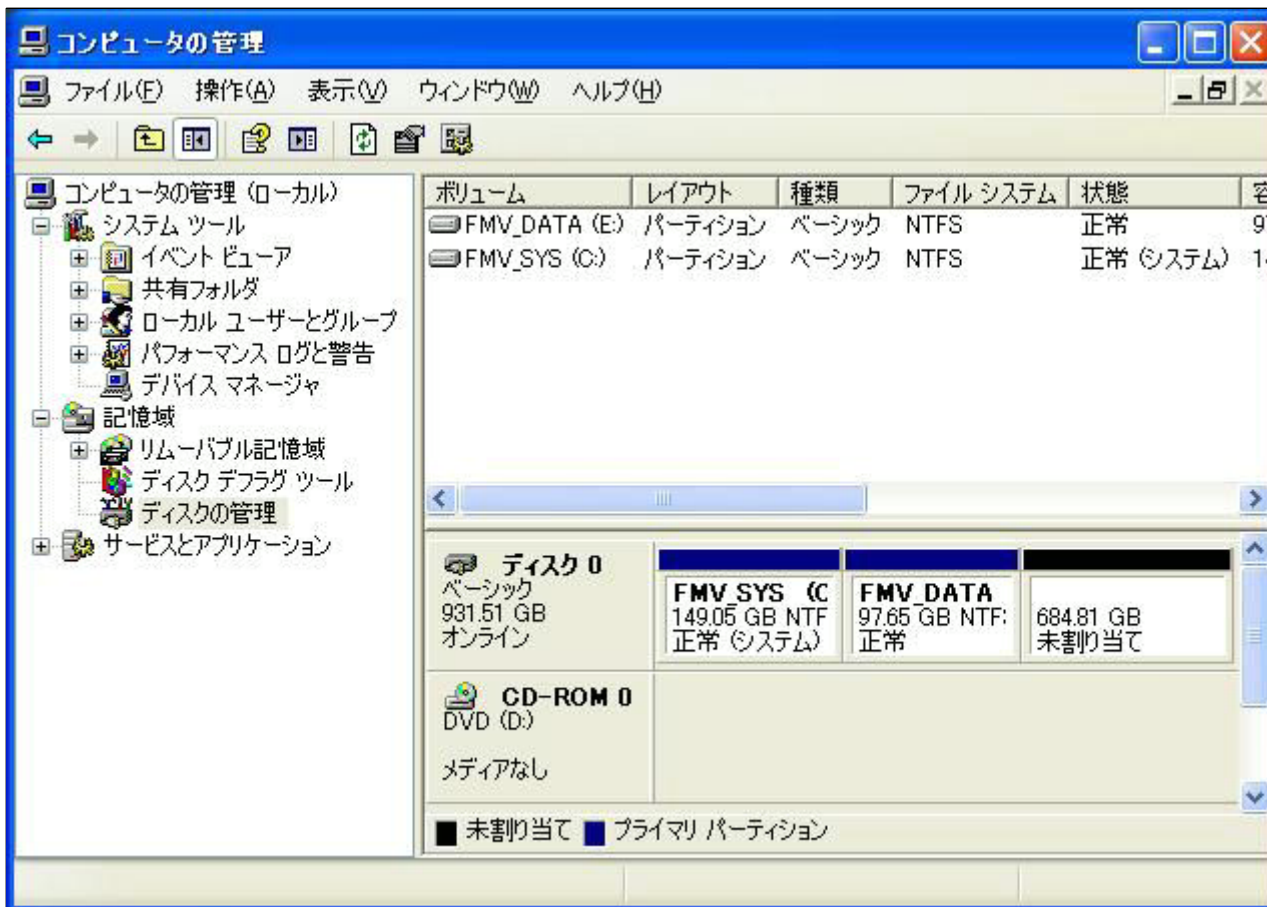 コンピュータの管理
ファイル(F) 操作(A) 表示(V) ウィンドウ(W) ヘルプ(H)
コンピュータの管理 (ローカル)
システム ツール
イベント ビューア
共有フォルダ
ローカル ユーザーとグループ
パフォーマンス ログと警告
デバイス マネージャ
記憶域
リムーバブル記憶域
ディスク デフラグ ツール
ディスクの管理
サービスとアプリケーション
ボリューム レイアウト 種類 ファイル システム 状態 容
FMV_DATA (E:) パーティション ベーシック NTFS 正常 97
FMV_SYS (C:) パーティション ベーシック NTFS 正常 (システム) 14
ディスク 0
ベーシック
931.51 GB
オンライン
FMV_SYS (C
149.05 GB NTF
正常 (システム)
FMV_DATA
97.65 GB NTFS
正常
684.81 GB
未割り当て
CD-ROM 0
DVD (D:)
メディアなし
未割り当て プライマリ パーティション